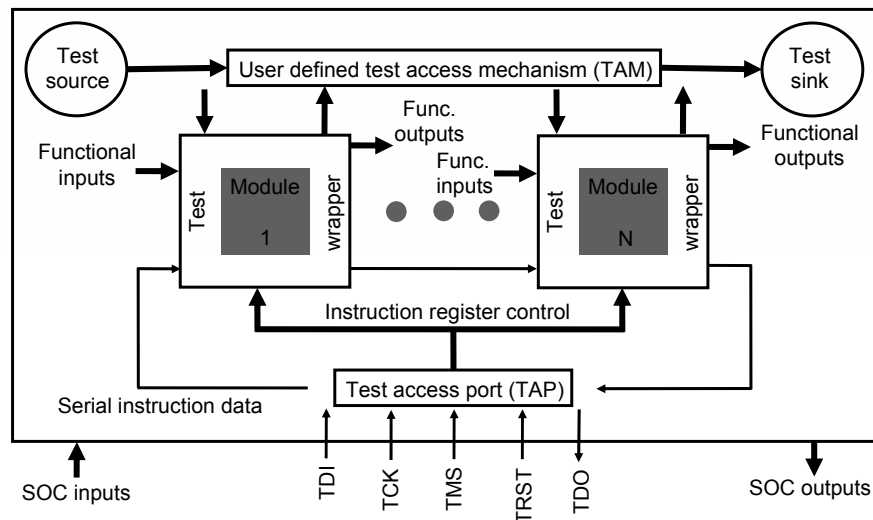 Test
source
User defined test access mechanism (TAM)
Test
sink
Func.
outputs
Functional
inputs
Func.
inputs
Functional
outputs
Test
Module
1
wrapper
Test
Module
N
wrapper
Instruction register control
Test access port (TAP)
Serial instruction data
TDI
TCK
TMS
TRST
TDO
SOC inputs
SOC outputs